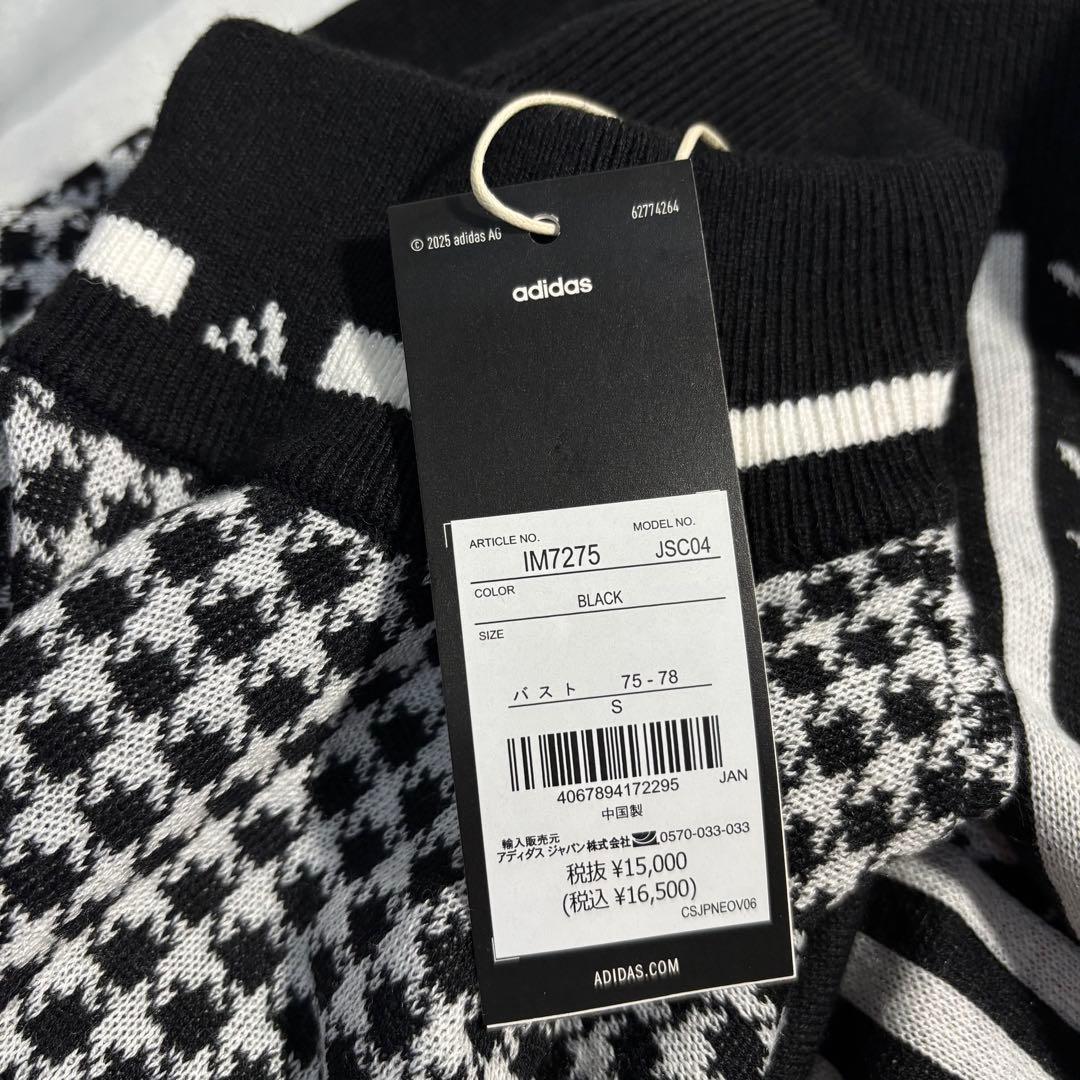 © 2025 adidas AG
62774264
adidas
ARTICLE NO.
MODEL NO.
IM7275
JSC04
COLOR
BLACK
SIZE
バスト 75 - 78
S
4067894172295 JAN
中国製
輸入販売元
アディダス ジャパン株式会社 0570-033-033
税抜 ¥15,000
(税込 ¥16,500)
CSJPNEOV06
ADIDAS.COM